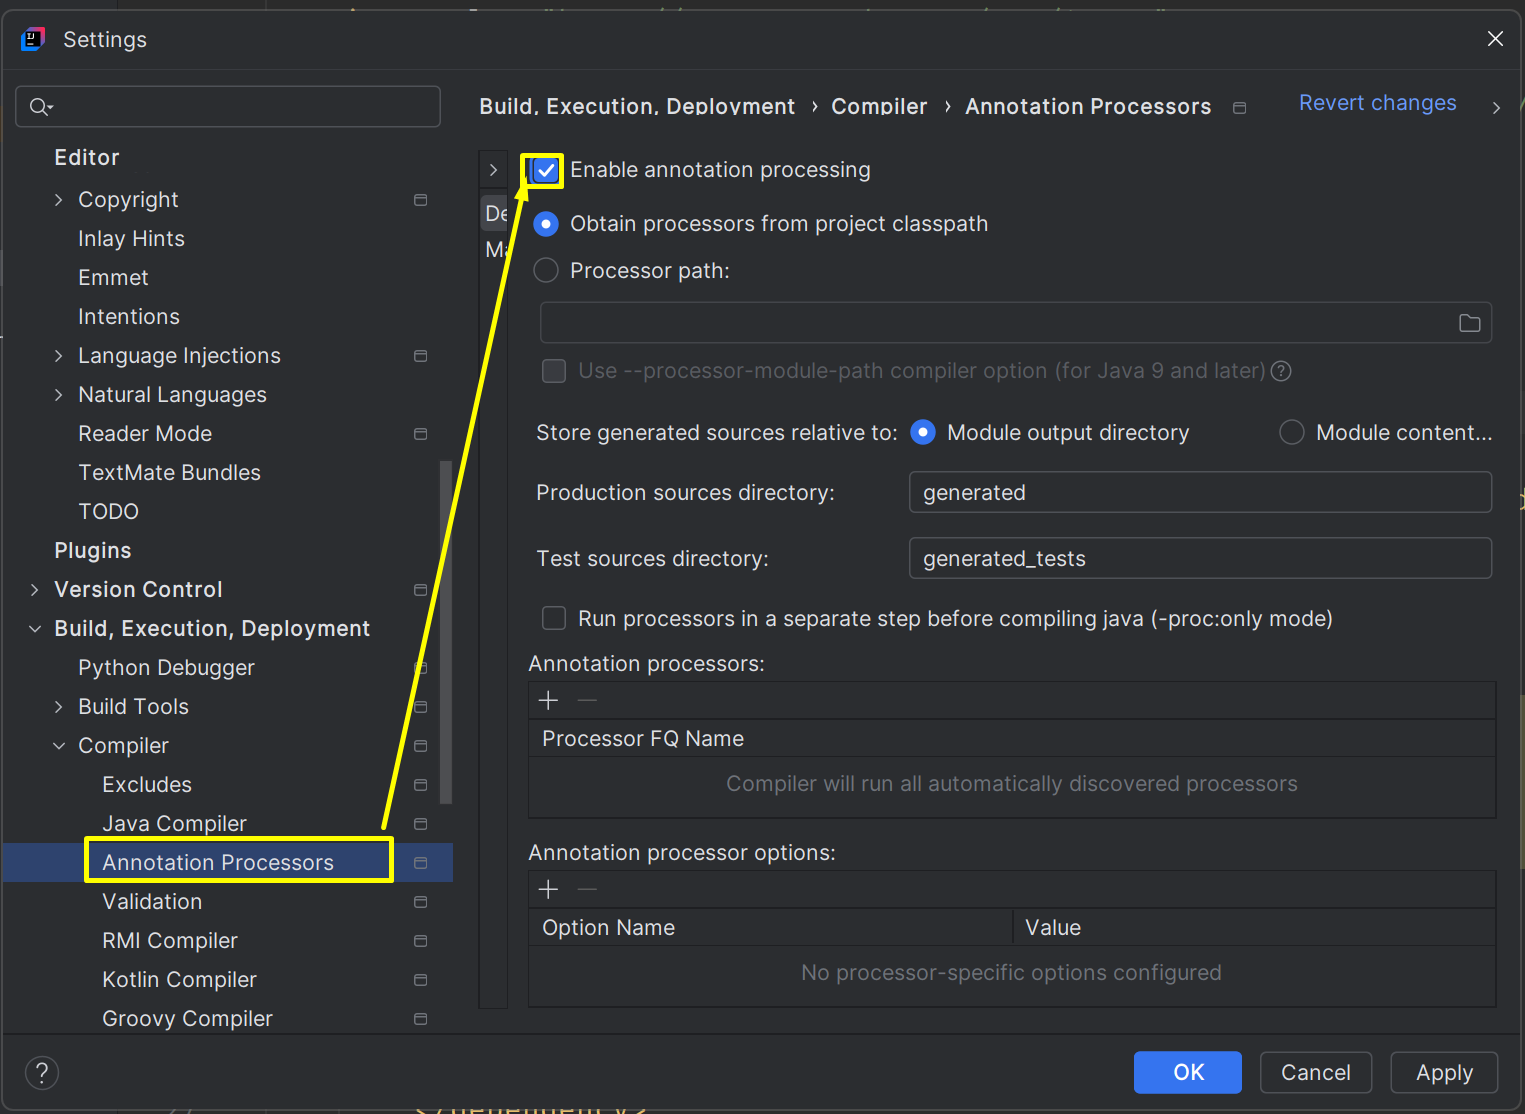 Settings
Build, Execution, Deployment › Compiler › Annotation Processors
Revert changes
Editor
Copyright
Inlay Hints
Emmet
Intentions
Language Injections
Natural Languages
Reader Mode
TextMate Bundles
TODO
Plugins
Version Control
Build, Execution, Deployment
Python Debugger
Build Tools
Compiler
Excludes
Java Compiler
Annotation Processors
Validation
RMI Compiler
Kotlin Compiler
Groovy Compiler
De
Ma
Enable annotation processing
Obtain processors from project classpath
Processor path:
Use --processor-module-path compiler option (for Java 9 and later)
Store generated sources relative to: Module output directory Module content...
Production sources directory: generated
Test sources directory: generated_tests
Run processors in a separate step before compiling java (-proc:only mode)
Annotation processors:
Processor FQ Name
Compiler will run all automatically discovered processors
Annotation processor options:
Option Name Value
No processor-specific options configured
? OK Cancel Apply